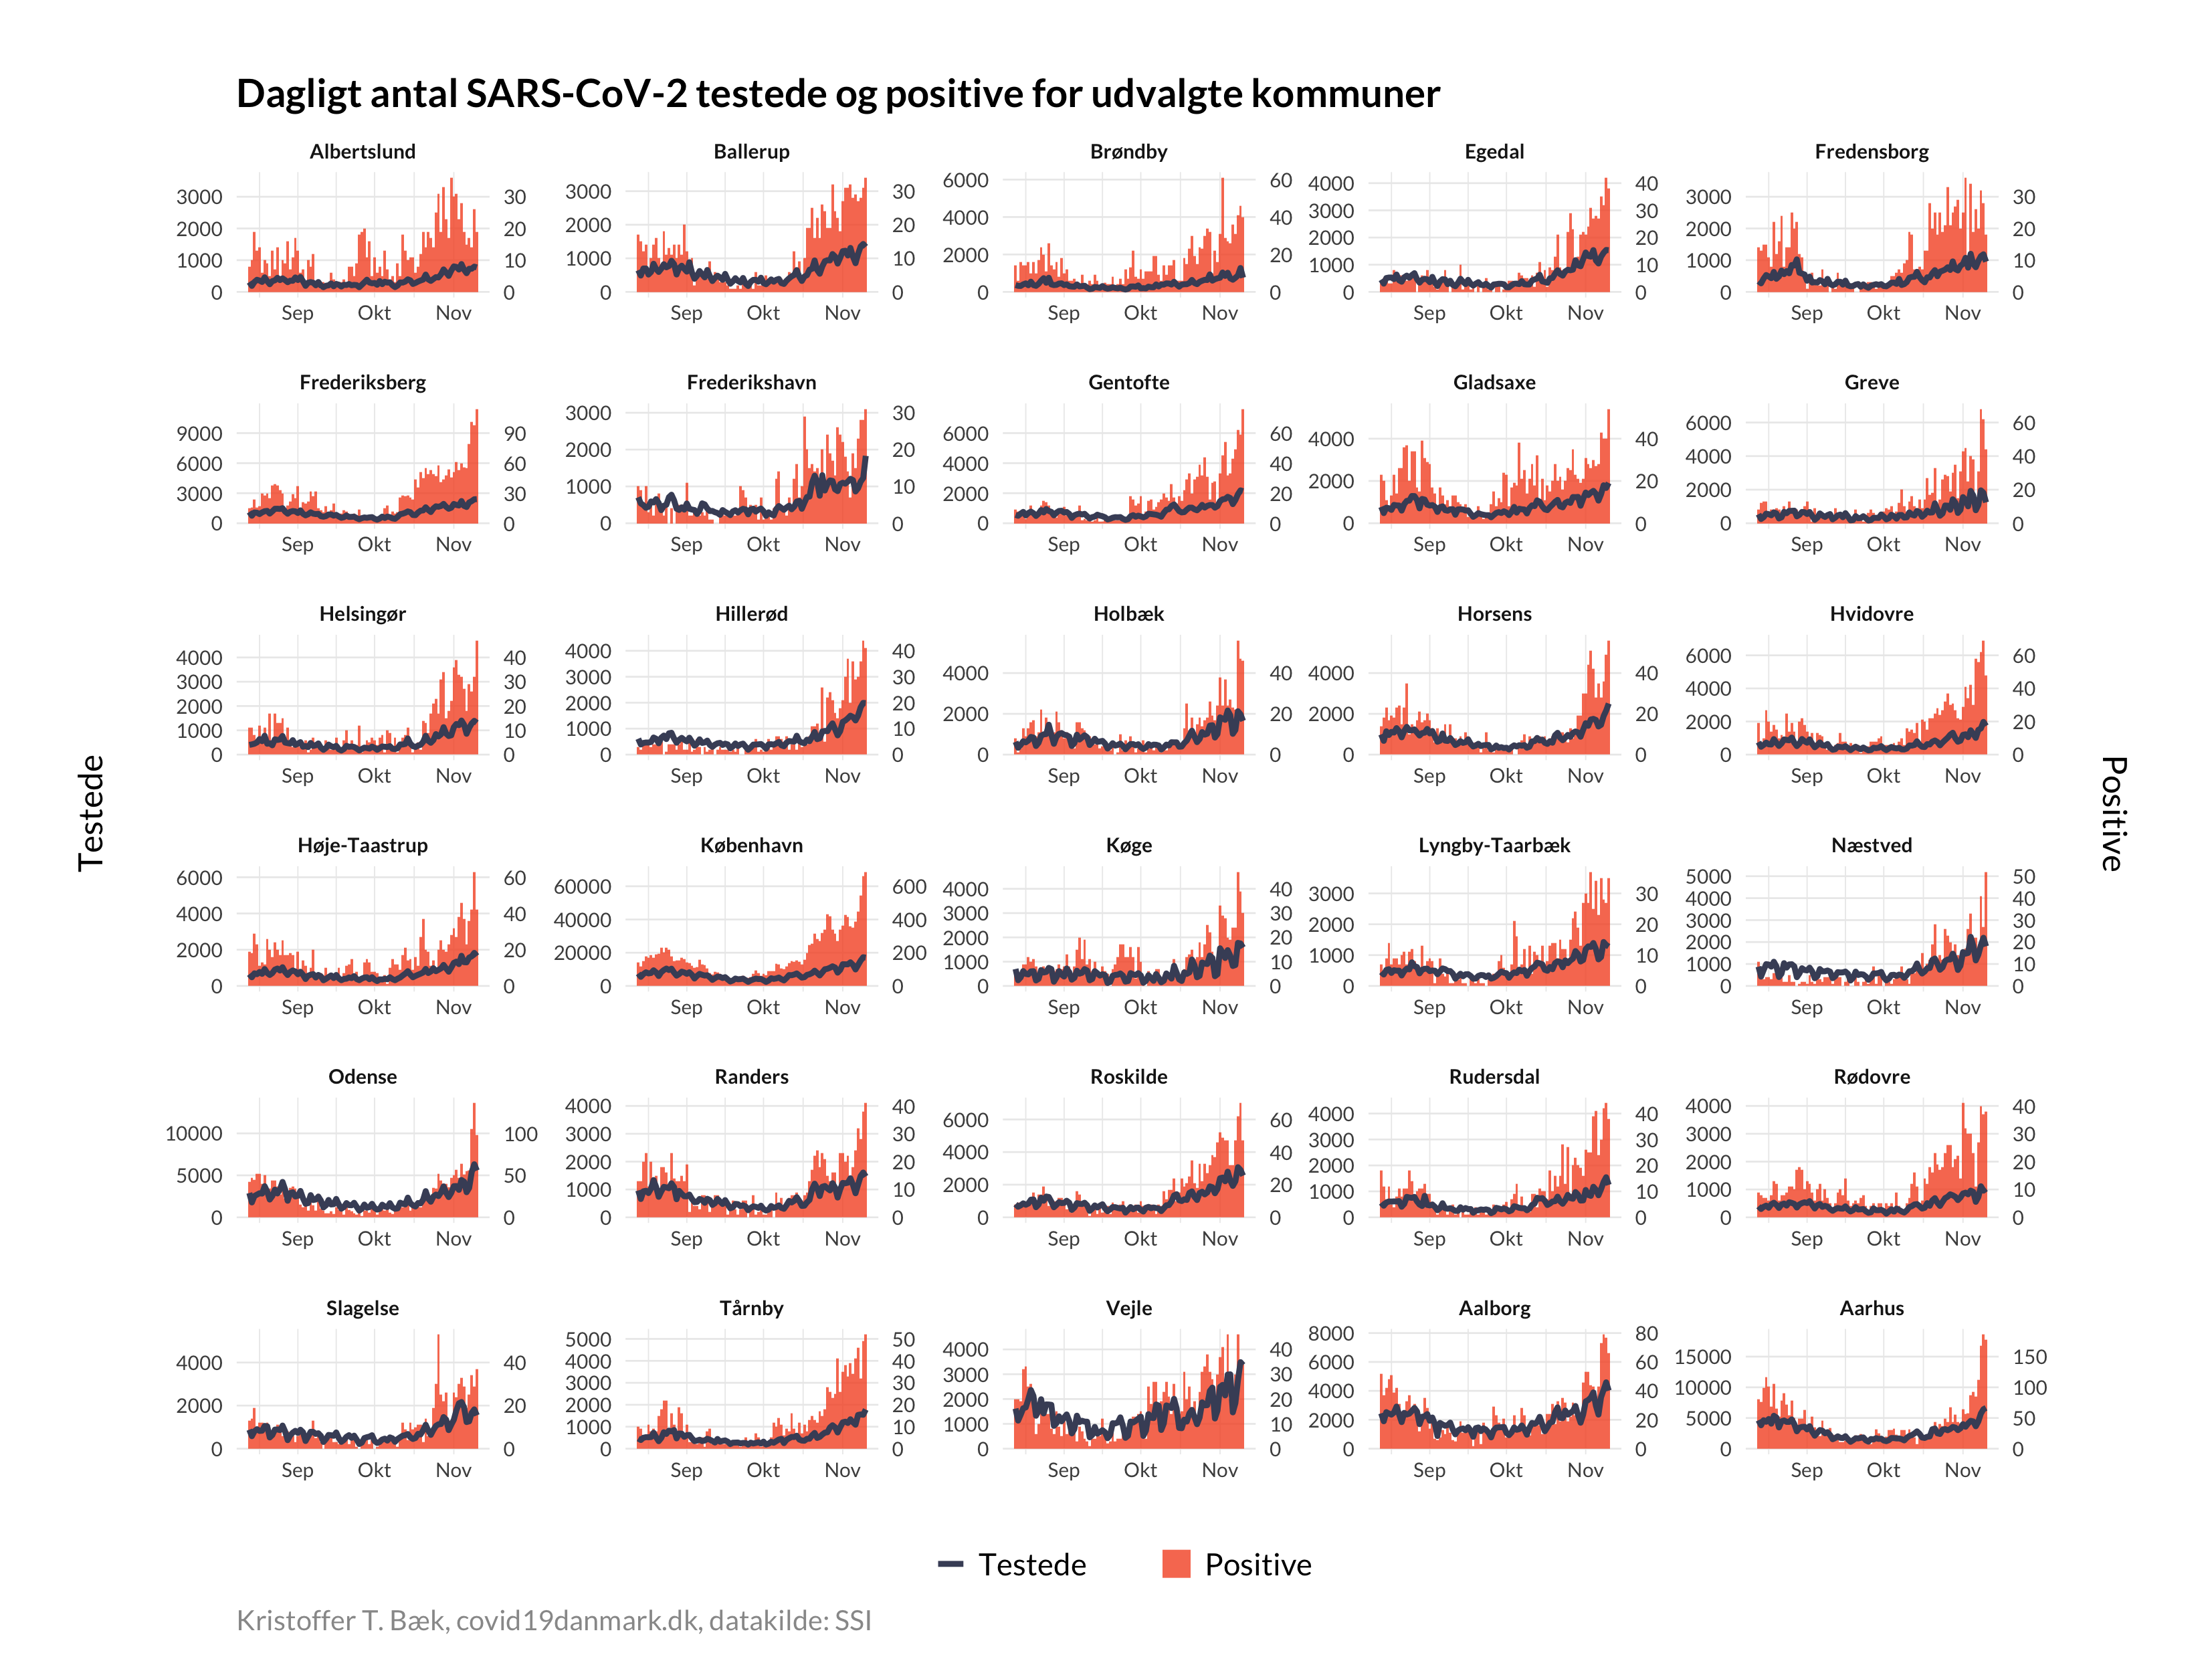 Dagligt antal SARS-CoV-2 testede og positive for udvalgte kommuner
Testede
Positive
Albertslund
3000 2000 1000 0
30 20 10 0
Sep Okt Nov
Ballerup
3000 2000 1000 0
30 20 10 0
Sep Okt Nov
Brøndby
6000 4000 2000 0
60 40 20 0
Sep Okt Nov
Egedal
4000 3000 2000 1000 0
40 30 20 10 0
Sep Okt Nov
Fredensborg
3000 2000 1000 0
30 20 10 0
Sep Okt Nov
Frederiksberg
9000 6000 3000 0
90 60 30 0
Sep Okt Nov
Frederikshavn
3000 2000 1000 0
30 20 10 0
Sep Okt Nov
Gentofte
6000 4000 2000 0
60 40 20 0
Sep Okt Nov
Gladsaxe
4000 2000 0
40 20 0
Sep Okt Nov
Greve
6000 4000 2000 0
60 40 20 0
Sep Okt Nov
Helsingør
4000 3000 2000 1000 0
40 30 20 10 0
Sep Okt Nov
Hillerød
4000 3000 2000 1000 0
40 30 20 10 0
Sep Okt Nov
Holbæk
4000 2000 0
40 20 0
Sep Okt Nov
Horsens
4000 2000 0
40 20 0
Sep Okt Nov
Hvidovre
6000 4000 2000 0
60 40 20 0
Sep Okt Nov
Høje-Taastrup
6000 4000 2000 0
60 40 20 0
Sep Okt Nov
København
60000 40000 20000 0
600 400 200 0
Sep Okt Nov
Køge
4000 3000 2000 1000 0
40 30 20 10 0
Sep Okt Nov
Lyngby-Taarbæk
3000 2000 1000 0
30 20 10 0
Sep Okt Nov
Næstved
5000 4000 3000 2000 1000 0
50 40 30 20 10 0
Sep Okt Nov
Odense
10000 5000 0
100 50 0
Sep Okt Nov
Randers
4000 3000 2000 1000 0
40 30 20 10 0
Sep Okt Nov
Roskilde
6000 4000 2000 0
60 40 20 0
Sep Okt Nov
Rudersdal
4000 3000 2000 1000 0
40 30 20 10 0
Sep Okt Nov
Rødovre
4000 3000 2000 1000 0
40 30 20 10 0
Sep Okt Nov
Slagelse
4000 2000 0
40 20 0
Sep Okt Nov
Tårnby
5000 4000 3000 2000 1000 0
50 40 30 20 10 0
Sep Okt Nov
Vejle
4000 3000 2000 1000 0
40 30 20 10 0
Sep Okt Nov
Aalborg
8000 6000 4000 2000 0
80 60 40 20 0
Sep Okt Nov
Aarhus
15000 10000 5000 0
150 100 50 0
Sep Okt Nov
Testede Positive
Kristoffer T. Bæk, covid19danmark.dk, datakilde: SSI